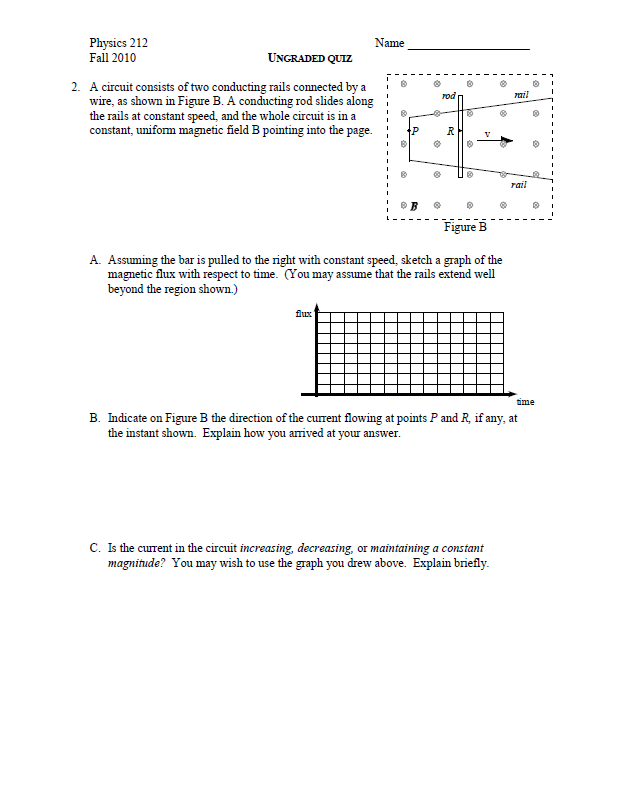 Physics 212
Name
Fall 2010
UNGRADED QUIZ
2. A circuit consists of two conducting rails connected by a
wire, as shown in Figure B. A conducting rod slides along
the rails at constant speed, and the whole circuit is in a
constant, uniform magnetic field B pointing into the page.
rod
rail
P
R
v
rail
B
Figure B
A. Assuming the bar is pulled to the right with constant speed, sketch a graph of the
magnetic flux with respect to time. (You may assume that the rails extend well
beyond the region shown.)
flux
time
B. Indicate on Figure B the direction of the current flowing at points P and R, if any, at
the instant shown. Explain how you arrived at your answer.
C. Is the current in the circuit increasing, decreasing, or maintaining a constant
magnitude? You may wish to use the graph you drew above. Explain briefly.